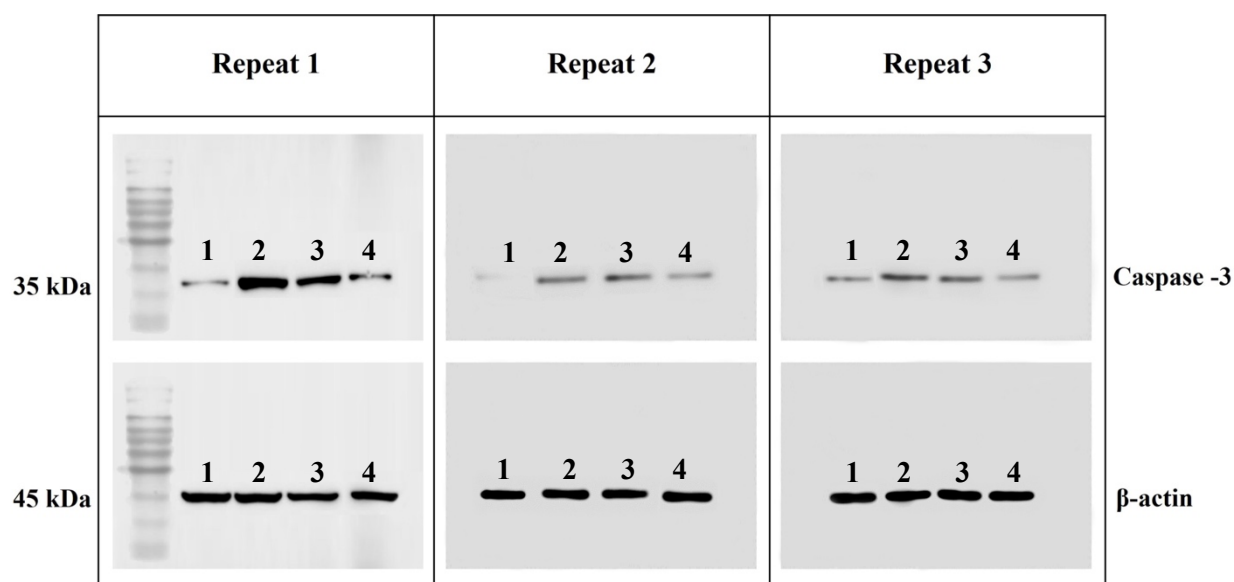 Repeat 1 Repeat 2 Repeat 3
1 2 3 4 1 2 3 4 1 2 3 4
35 kDa Caspase -3
1 2 3 4 1 2 3 4 1 2 3 4
45 kDa β-actin